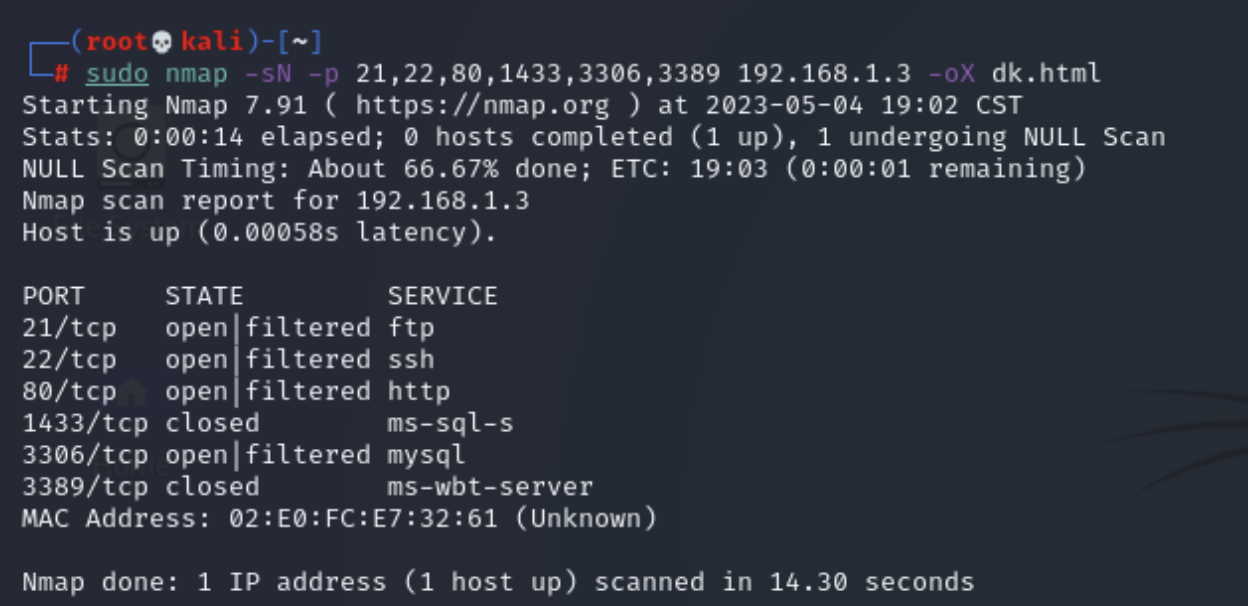 ┌──(root💀kali)-[~]
└─# sudo nmap -sN -p 21,22,80,1433,3306,3389 192.168.1.3 -oX dk.html
Starting Nmap 7.91 ( https://nmap.org ) at 2023-05-04 19:02 CST
Stats: 0:00:14 elapsed; 0 hosts completed (1 up), 1 undergoing NULL Scan
NULL Scan Timing: About 66.67% done; ETC: 19:03 (0:00:01 remaining)
Nmap scan report for 192.168.1.3
Host is up (0.00058s latency).

PORT     STATE         SERVICE
21/tcp   open|filtered ftp
22/tcp   open|filtered ssh
80/tcp   open|filtered http
1433/tcp closed        ms-sql-s
3306/tcp open|filtered mysql
3389/tcp closed        ms-wbt-server
MAC Address: 02:E0:FC:E7:32:61 (Unknown)

Nmap done: 1 IP address (1 host up) scanned in 14.30 seconds